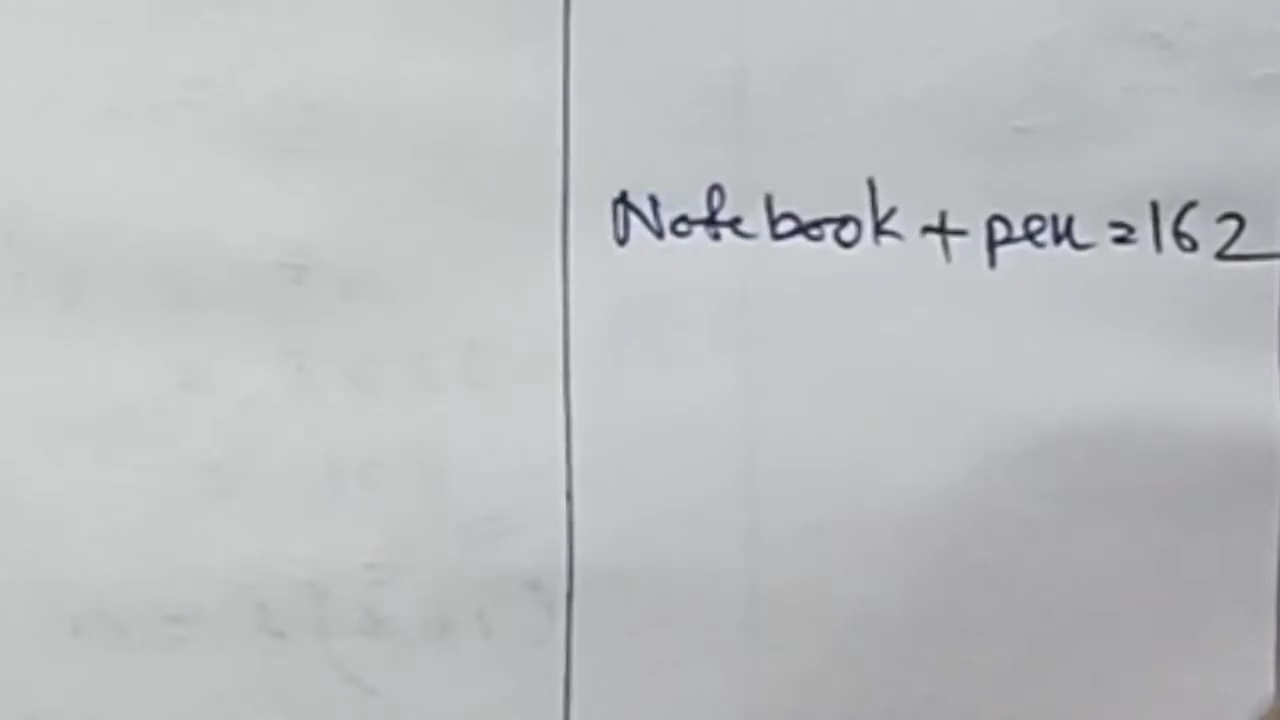 Notebook + pen = 162